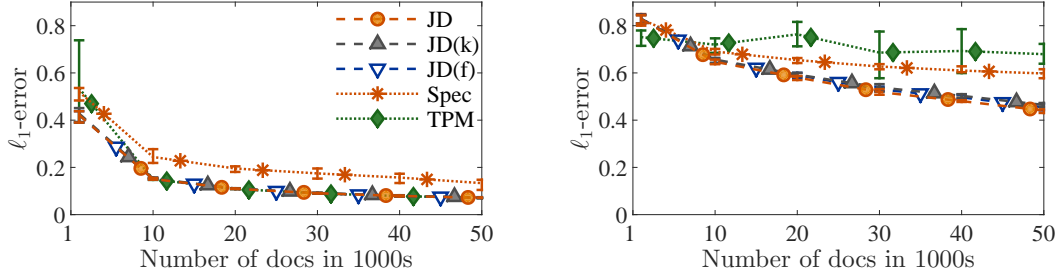 0.8
0.6
0.4
0.2
0
ℓ1-error
1
10
20
30
40
50
Number of docs in 1000s
JD
JD(k)
JD(f)
Spec
TPM
0.8
0.6
0.4
0.2
0
ℓ1-error
1
10
20
30
40
50
Number of docs in 1000s